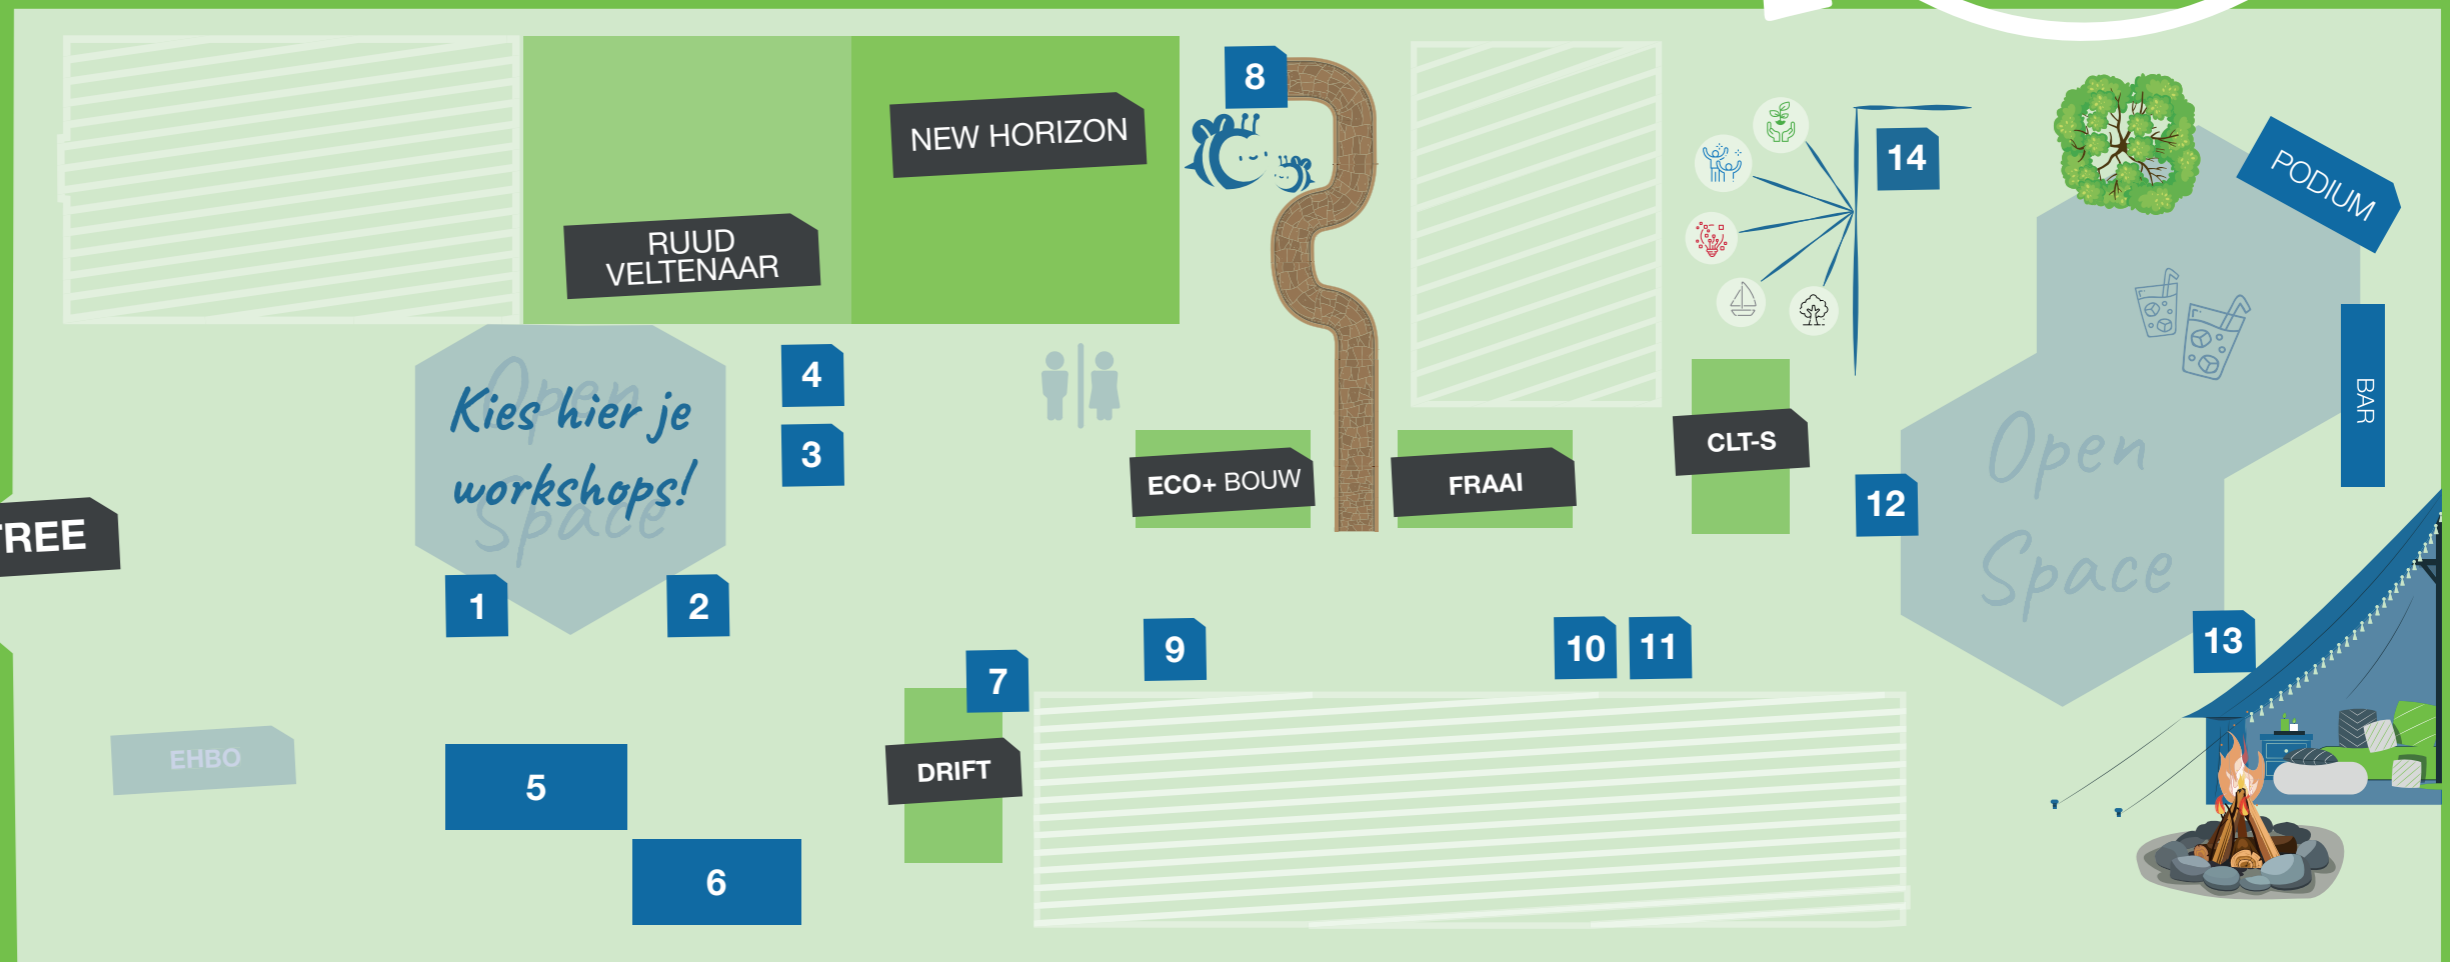 NEW HORIZON
RUUD
VELTENAAR
8
14
PODIUM
BAR
Open
Space
Kies hier je
workshops!
4
3
ECO+ BOUW
FRAAI
CLT-S
12
Open
Space
TREE
1
2
9
10
11
13
7
EHBO
5
DRIFT
6